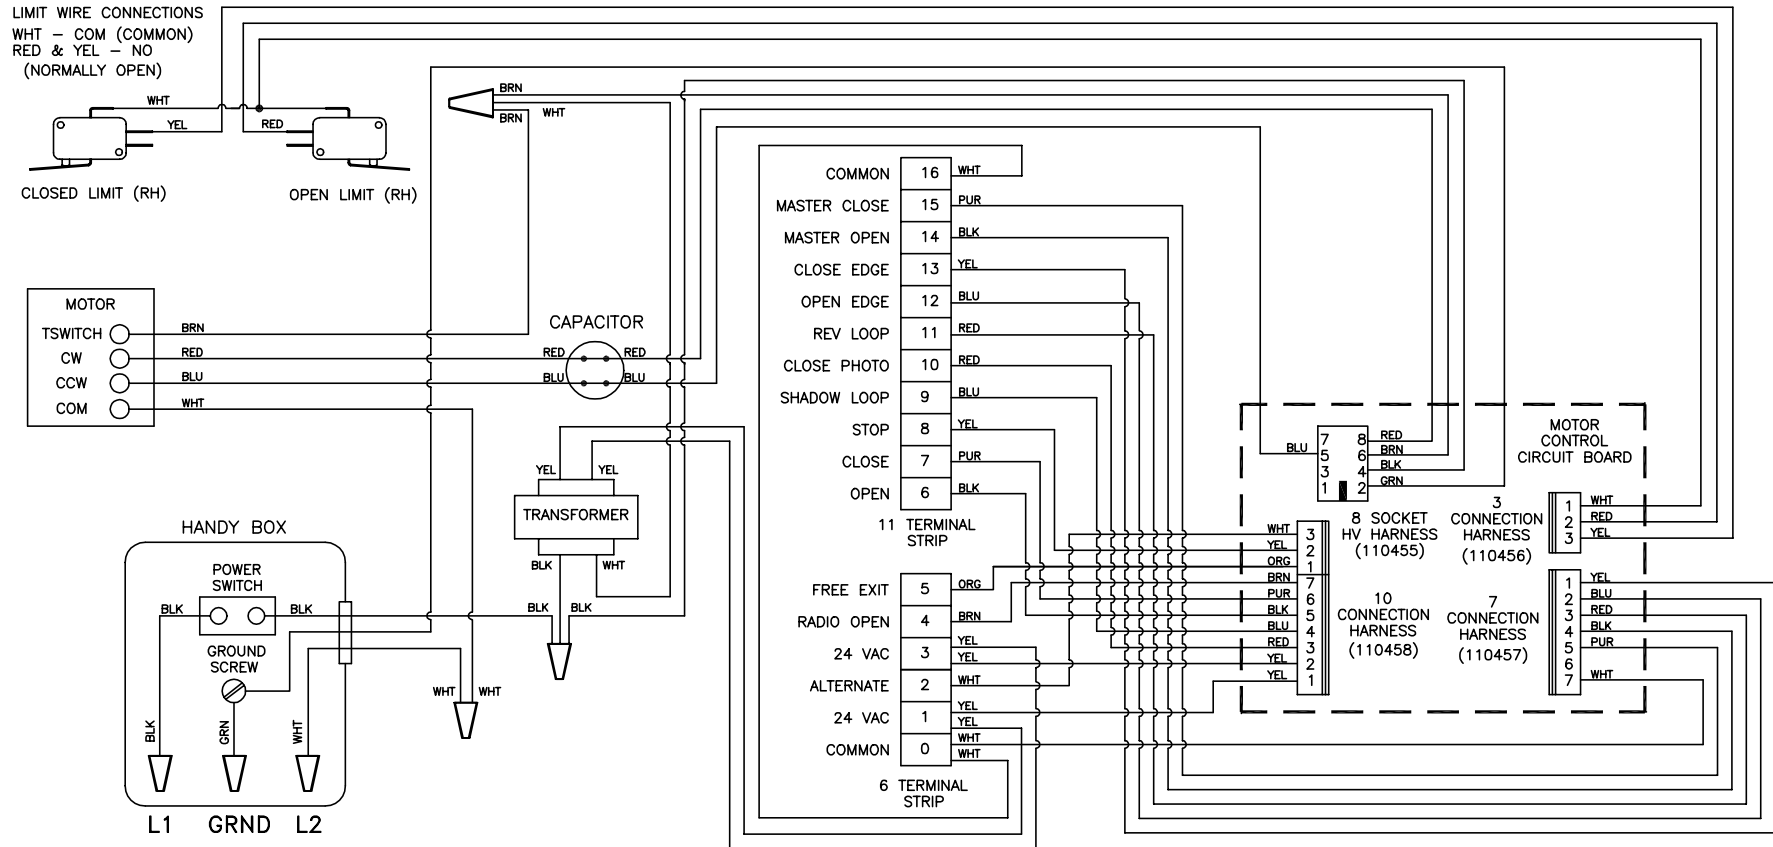 LIMIT WIRE CONNECTIONS
WHT – COM (COMMON)
RED & YEL – NO
(NORMALLY OPEN)
WHT
YEL
RED
CLOSED LIMIT (RH)
OPEN LIMIT (RH)
BRN
WHT
BRN
MOTOR
TSWITCH
BRN
CW
RED
CCW
BLU
COM
WHT
CAPACITOR
RED
RED
BLU
BLU
YEL
YEL
TRANSFORMER
BLK
WHT
HANDY BOX
POWER
SWITCH
BLK
BLK
BLK
BLK
GROUND
SCREW
WHT
WHT
BLK
GRN
WHT
L1
GRND
L2
COMMON 16 WHT
MASTER CLOSE 15 PUR
MASTER OPEN 14 BLK
CLOSE EDGE 13 YEL
OPEN EDGE 12 BLU
REV LOOP 11 RED
CLOSE PHOTO 10 RED
SHADOW LOOP 9 BLU
STOP 8 YEL
CLOSE 7 PUR
OPEN 6 BLK
11 TERMINAL
STRIP
FREE EXIT 5 ORG
RADIO OPEN 4 BRN
24 VAC 3 YEL
YEL
ALTERNATE 2 WHT
24 VAC 1 YEL
YEL
COMMON 0 WHT
WHT
6 TERMINAL
STRIP
MOTOR
CONTROL
CIRCUIT BOARD
BLU
7 8 RED
5 6 BRN
3 4 BLK
1 2 GRN
8 SOCKET
HV HARNESS
(110455)
3
CONNECTION
HARNESS
(110456)
1 WHT
2 RED
3 YEL
WHT 3
YEL 2
ORG 1
BRN 7
PUR 6
BLK 5
BLU 4
RED 3
YEL 2
YEL 1
10
CONNECTION
HARNESS
(110458)
7
CONNECTION
HARNESS
(110457)
1 YEL
2 BLU
3 RED
4 BLK
5 PUR
6
7 WHT